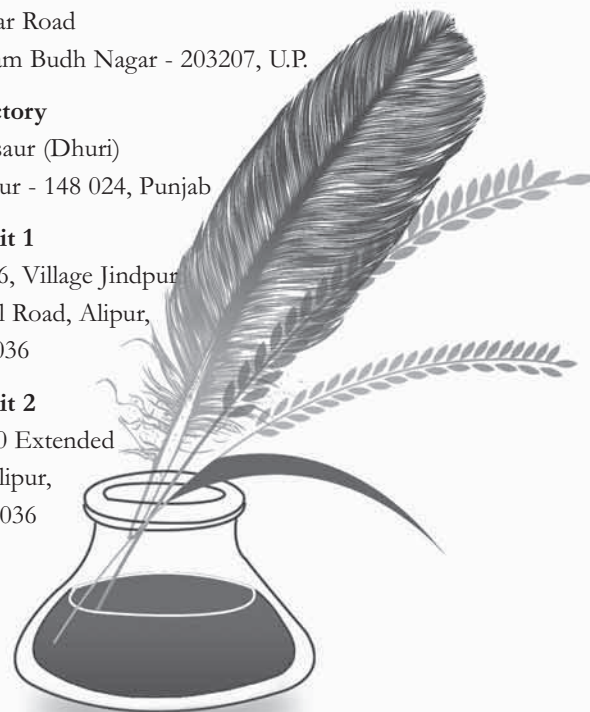 ar Road
am Budh Nagar - 203207, U.P.
ctory
saur (Dhuri)
ur - 148 024, Punjab
it 1
6, Village Jindpur
l Road, Alipur,
036
it 2
0 Extended
lipur,
036